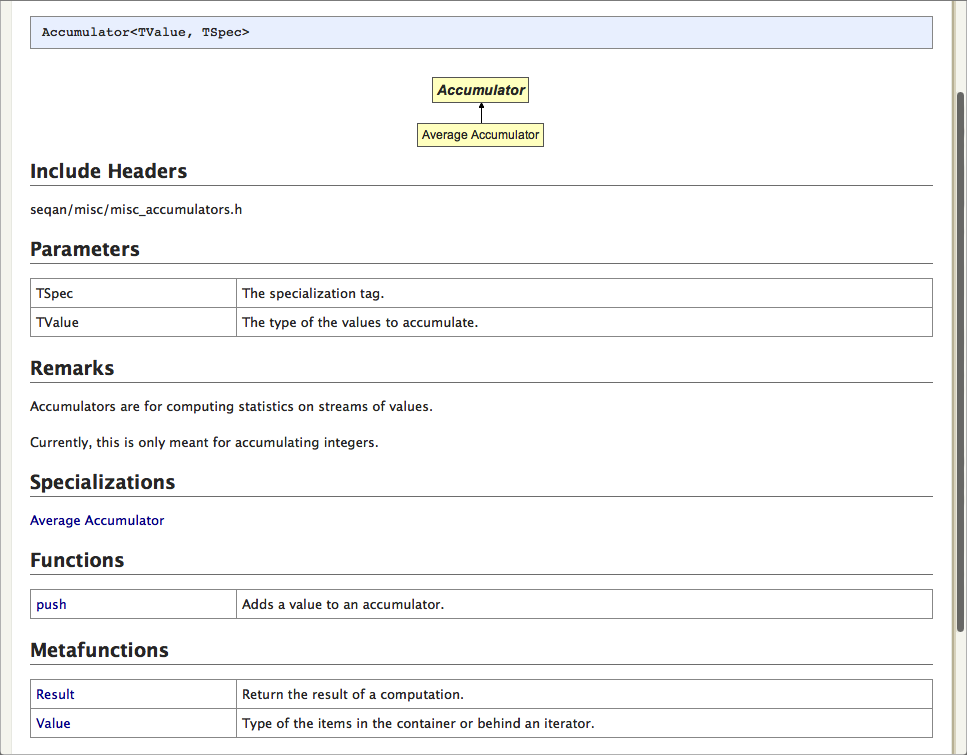 Accumulator<TValue, TSpec>
Accumulator
Average Accumulator
Include Headers
seqan/misc/misc_accumulators.h
Parameters
TSpec The specialization tag.
TValue The type of the values to accumulate.
Remarks
Accumulators are for computing statistics on streams of values.
Currently, this is only meant for accumulating integers.
Specializations
Average Accumulator
Functions
push Adds a value to an accumulator.
Metafunctions
Result Return the result of a computation.
Value Type of the items in the container or behind an iterator.